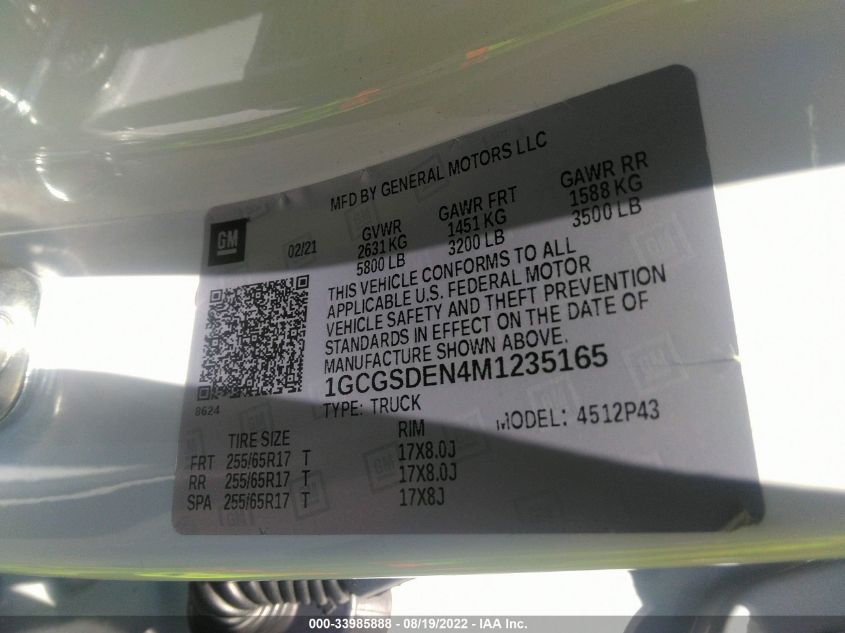 MFD BY GENERAL MOTORS LLC
GM
02/21
GVWR GAWR FRT GAWR RR
2631 KG 1451 KG 1588 KG
5800 LB 3200 LB 3500 LB
THIS VEHICLE CONFORMS TO ALL
APPLICABLE U.S. FEDERAL MOTOR
VEHICLE SAFETY AND THEFT PREVENTION
STANDARDS IN EFFECT ON THE DATE OF
MANUFACTURE SHOWN ABOVE.
1GCGSDEN4M1235165
8624
TYPE: TRUCK MODEL: 4512P43
TIRE SIZE RIM
FRT 255/65R17 T 17X8.0J
RR 255/65R17 T 17X8.0J
SPA 255/65R17 T 17X8J
000-33985888 - 08/19/2022 - IAA Inc.